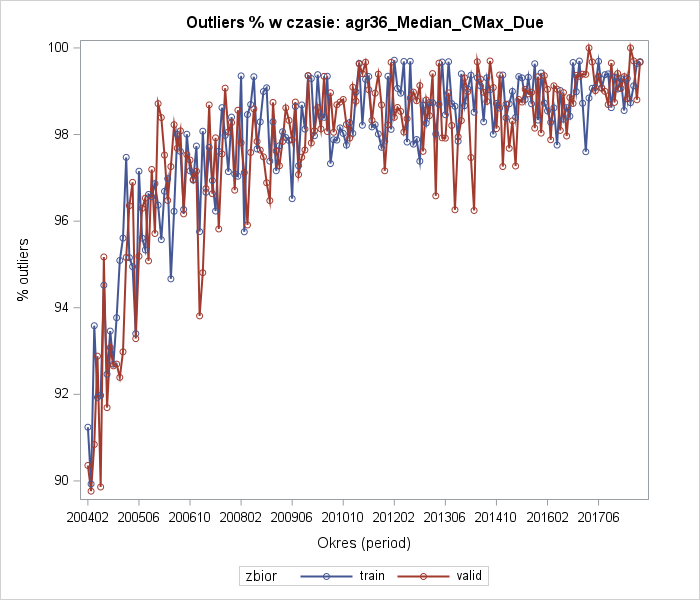 Outliers % w czasie: agr36_Median_CMax_Due
% outliers
100
98
96
94
92
90
200402 200506 200610 200802 200906 201010 201202 201306 201410 201602 201706
Okres (period)
zbior train valid